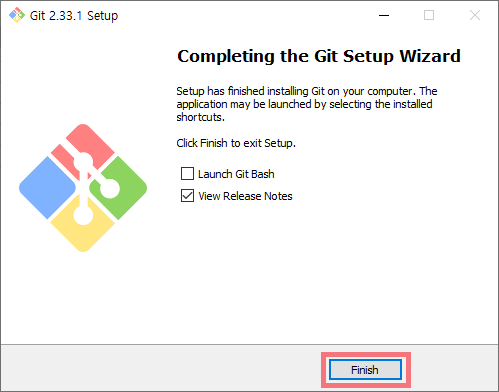 Git 2.33.1 Setup
Completing the Git Setup Wizard
Setup has finished installing Git on your computer. The
application may be launched by selecting the installed
shortcuts.
Click Finish to exit Setup.
Launch Git Bash
View Release Notes
Finish